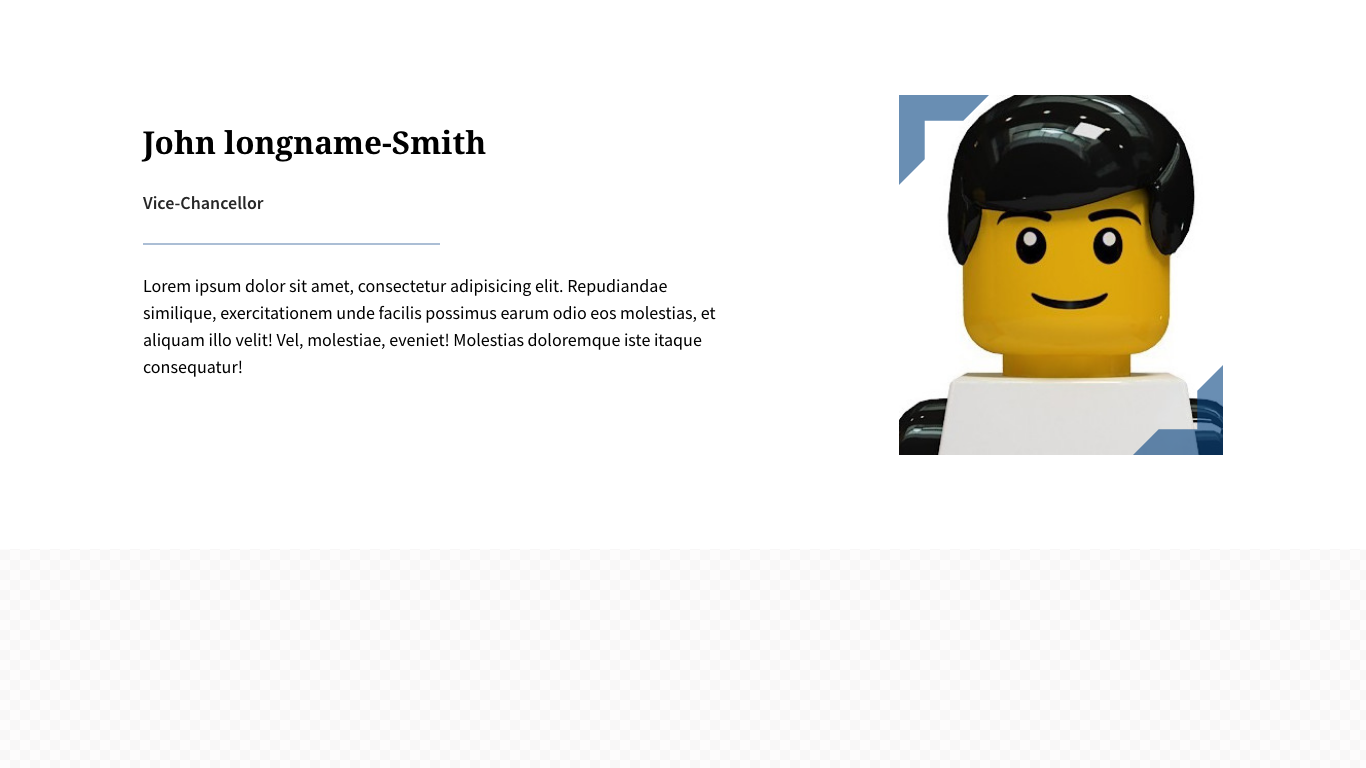 John longname-Smith
Vice-Chancellor
Lorem ipsum dolor sit amet, consectetur adipisicing elit. Repudiandae
similique, exercitationem unde facilis possimus earum odio eos molestias, et
aliquam illo velit! Vel, molestiae, eveniet! Molestias doloremque iste itaque
consequatur!